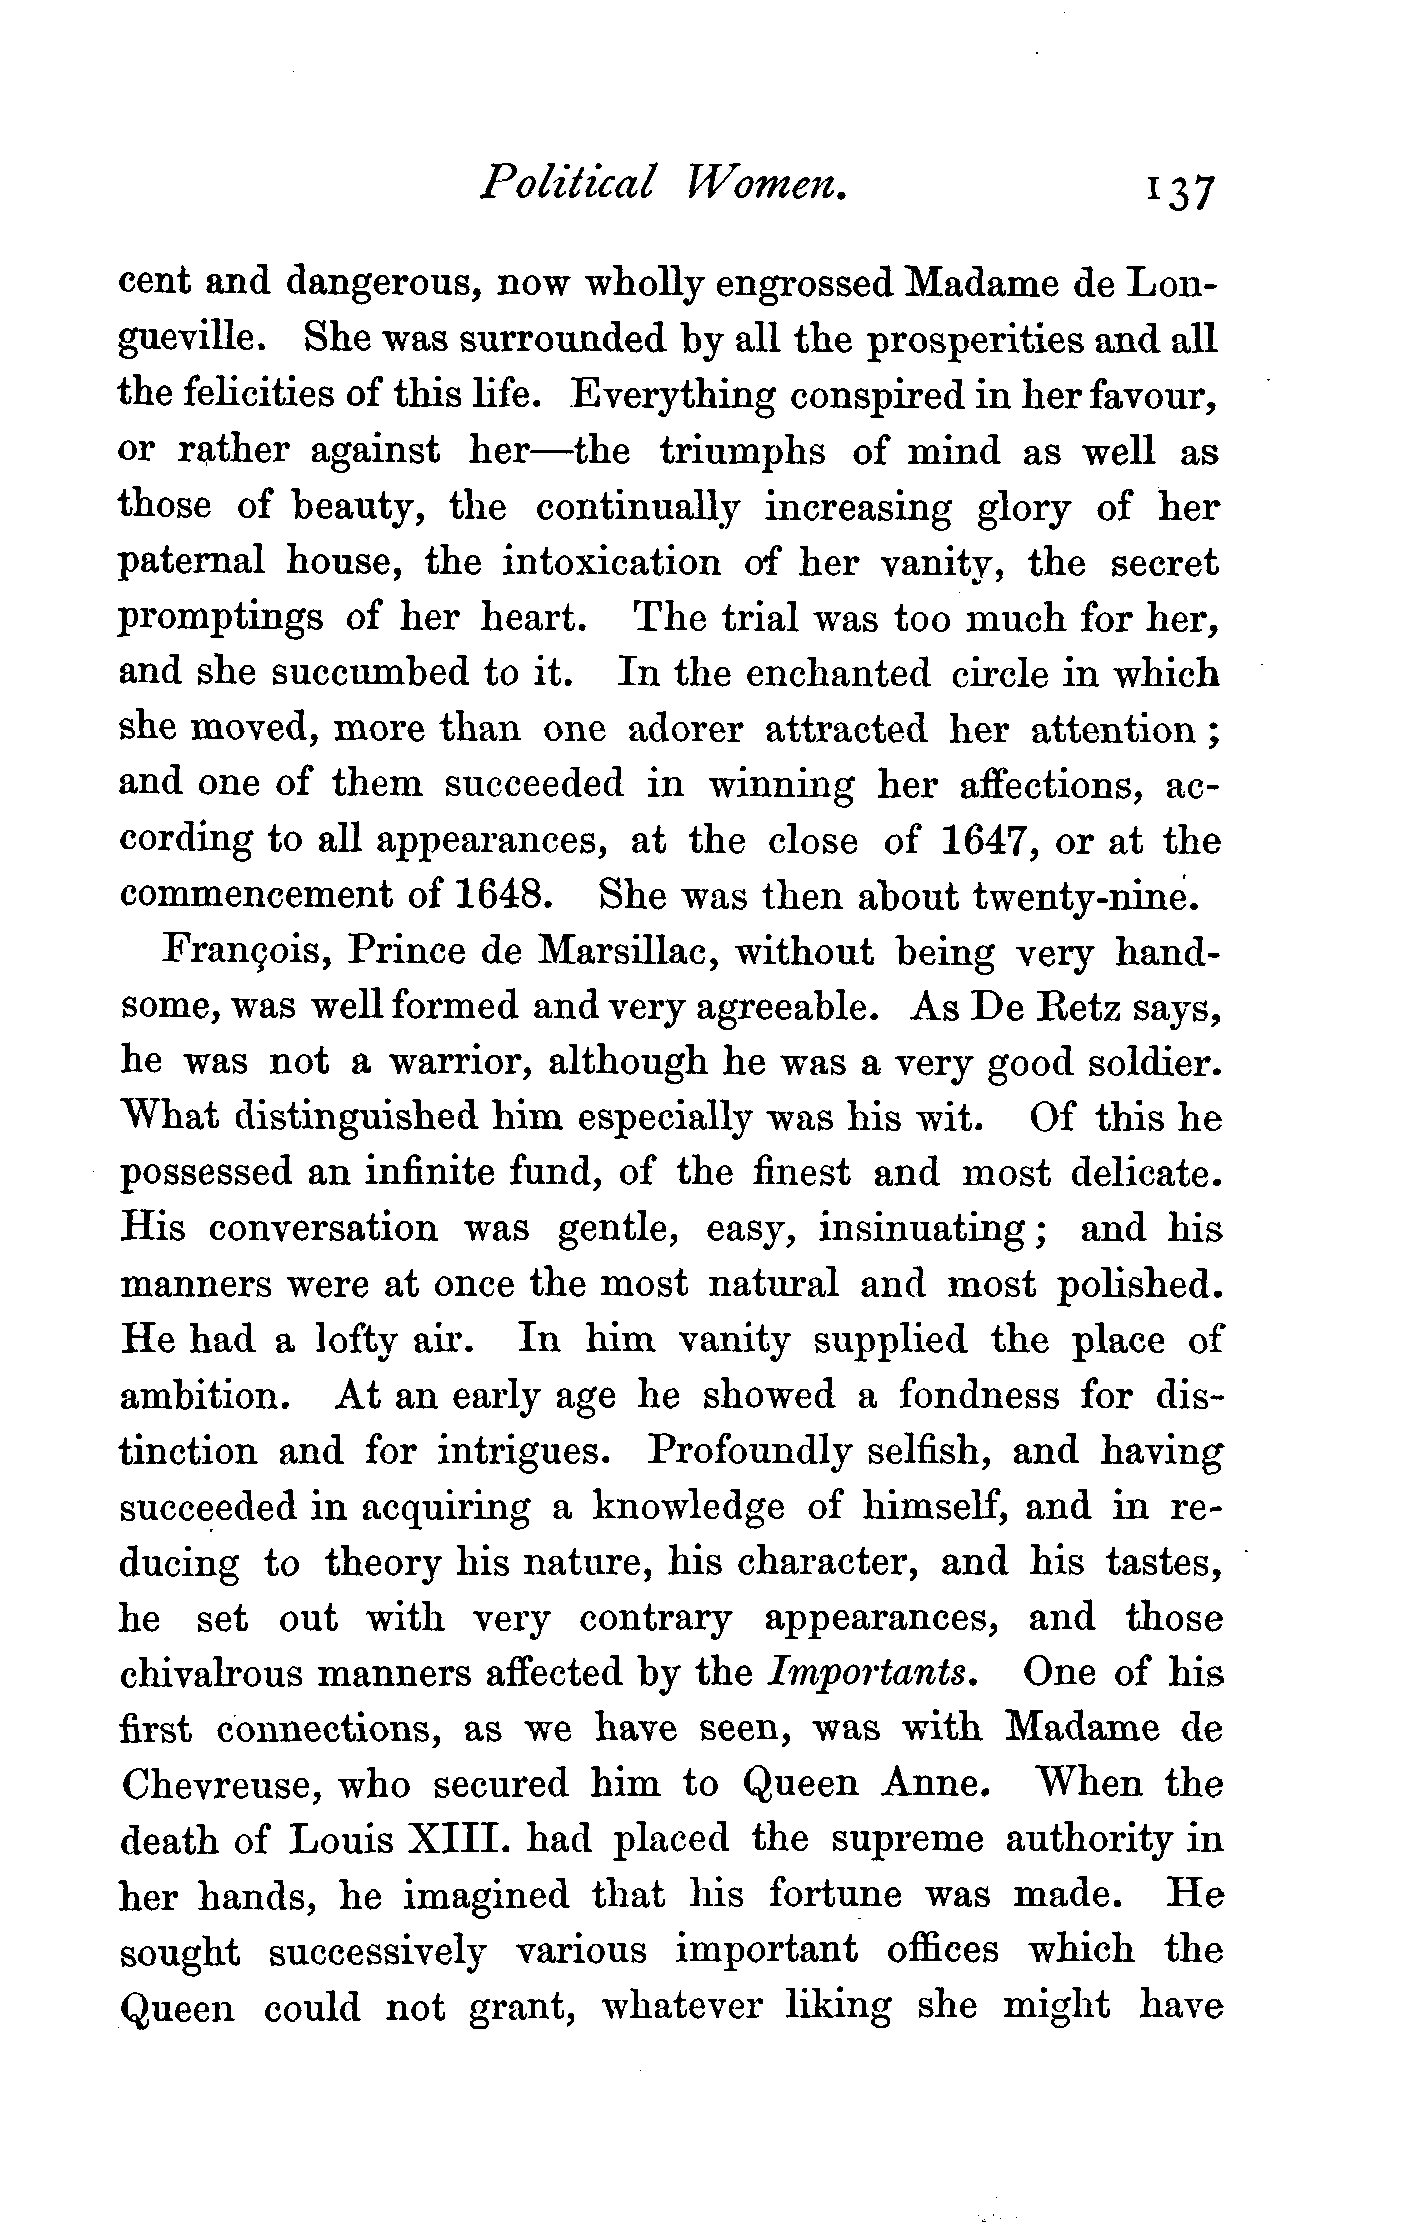 Political Women. 137
cent and dangerous, now wholly engrossed Madame de Lon-
gueville. She was surrounded by all the prosperities and all
the felicities of this life. Everything conspired in her favour,
or rather against her—the triumphs of mind as well as
those of beauty, the continually increasing glory of her
paternal house, the intoxication of her vanity, the secret
promptings of her heart. The trial was too much for her,
and she succumbed to it. In the enchanted circle in which
she moved, more than one adorer attracted her attention ;
and one of them succeeded in winning her affections, ac-
cording to all appearances, at the close of 1647, or at the
commencement of 1648. She was then about twenty-nine.
François, Prince de Marsillac, without being very hand-
some, was well formed and very agreeable. As De Retz says,
he was not a warrior, although he was a very good soldier.
What distinguished him especially was his wit. Of this he
possessed an infinite fund, of the finest and most delicate.
His conversation was gentle, easy, insinuating ; and his
manners were at once the most natural and most polished.
He had a lofty air. In him vanity supplied the place of
ambition. At an early age he showed a fondness for dis-
tinction and for intrigues. Profoundly selfish, and having
succeeded in acquiring a knowledge of himself, and in re-
ducing to theory his nature, his character, and his tastes,
he set out with very contrary appearances, and those
chivalrous manners affected by the Importants. One of his
first connections, as we have seen, was with Madame de
Chevreuse, who secured him to Queen Anne. When the
death of Louis XIII. had placed the supreme authority in
her hands, he imagined that his fortune was made. He
sought successively various important offices which the
Queen could not grant, whatever liking she might have